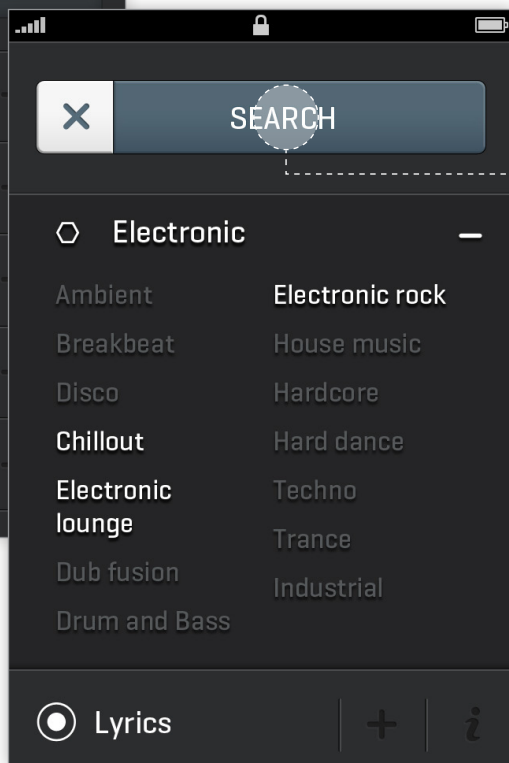 SEARCH
Electronic
Ambient
Breakbeat
Disco
Chillout
Electronic
lounge
Dub fusion
Drum and Bass
Electronic rock
House music
Hardcore
Hard dance
Techno
Trance
Industrial
Lyrics